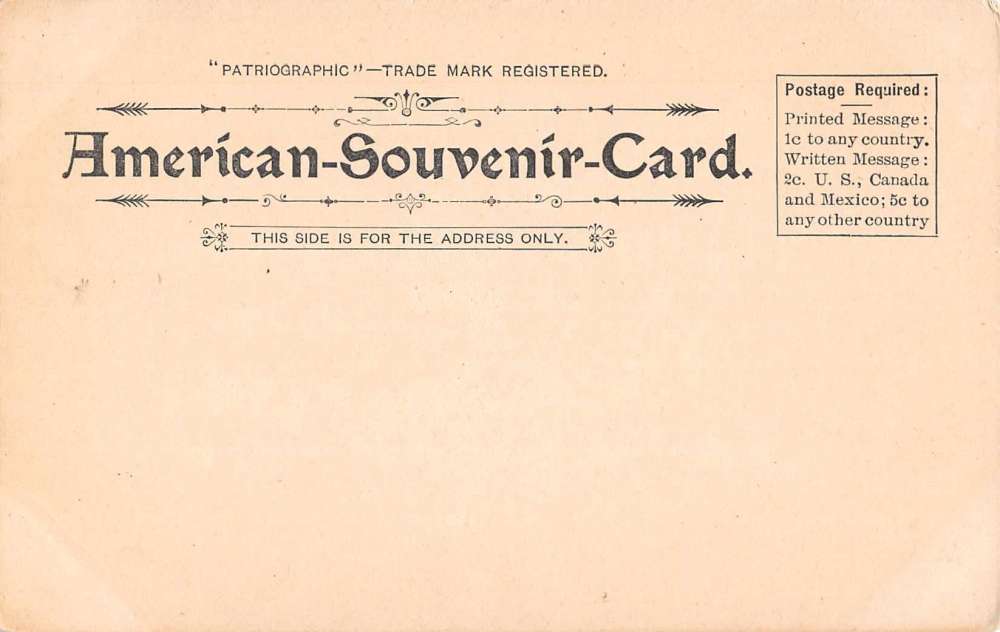 "PATRIOGRAPHIC"—TRADE MARK REGISTERED.
American-Souvenir-Card.
THIS SIDE IS FOR THE ADDRESS ONLY.
Postage Required:
Printed Message:
1c to any country.
Written Message:
2c. U. S., Canada
and Mexico; 5c to
any other country